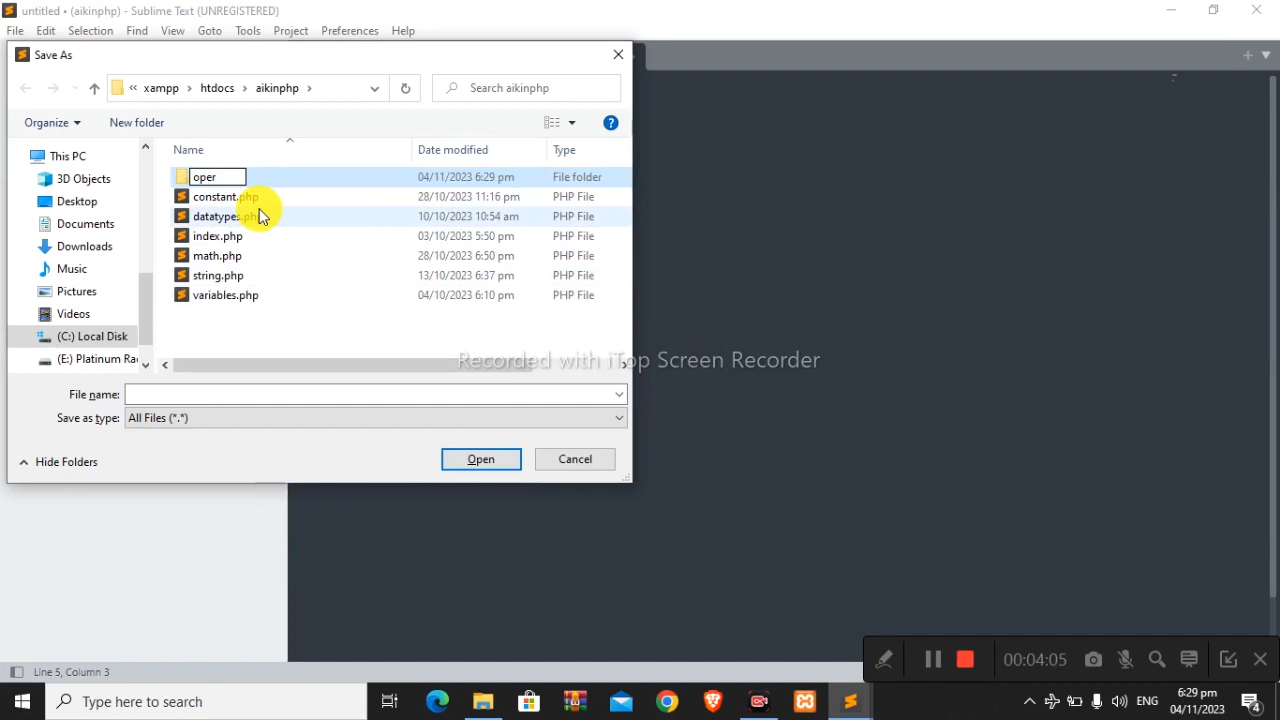 untitled • (aikinphp) - Sublime Text (UNREGISTERED)
File Edit Selection Find View Goto Tools Project Preferences Help
Save As
« xampp › htdocs › aikinphp ›
Search aikinphp
Organize New folder
Name Date modified Type
This PC
3D Objects
Desktop
Documents
Downloads
Music
Pictures
Videos
(C:) Local Disk
(E:) Platinum Ra
oper 04/11/2023 6:29 pm File folder
constant.php 28/10/2023 11:16 pm PHP File
datatypes.php 10/10/2023 10:54 am PHP File
index.php 03/10/2023 5:50 pm PHP File
math.php 28/10/2023 6:50 pm PHP File
string.php 13/10/2023 6:37 pm PHP File
variables.php 04/10/2023 6:10 pm PHP File
Recorded with iTop Screen Recorder
File name:
Save as type: All Files (*.*)
Hide Folders Open Cancel
00:04:05
Line 5, Column 3
Type here to search
ENG
6:29 pm
04/11/2023
4